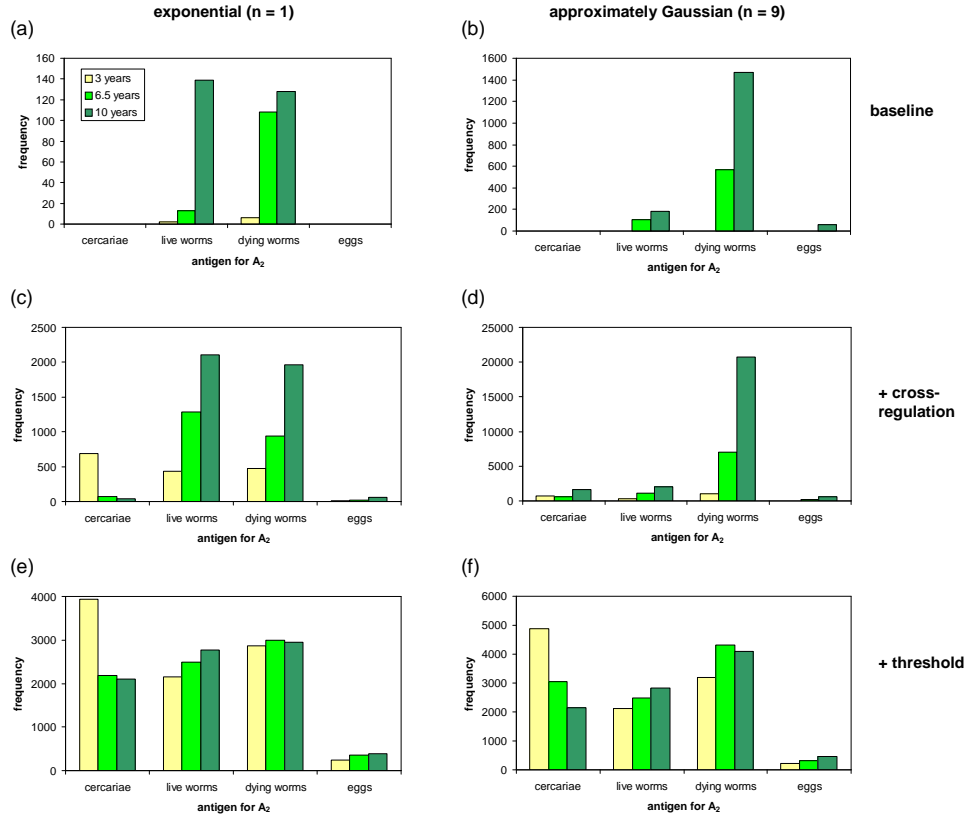 exponential (n = 1)
approximately Gaussian (n = 9)
(a)
160
140
120
100
80
60
40
20
0
frequency
3 years
6.5 years
10 years
cercariae live worms dying worms eggs
antigen for A₂
(b)
1600
1400
1200
1000
800
600
400
200
0
frequency
cercariae live worms dying worms eggs
antigen for A₂
baseline
(c)
2500
2000
1500
1000
500
0
frequency
cercariae live worms dying worms eggs
antigen for A₂
(d)
25000
20000
15000
10000
5000
0
frequency
cercariae live worms dying worms eggs
antigen for A₂
+ cross-
regulation
(e)
4000
3000
2000
1000
0
frequency
cercariae live worms dying worms eggs
antigen for A₂
(f)
6000
5000
4000
3000
2000
1000
0
frequency
cercariae live worms dying worms eggs
antigen for A₂
+ threshold